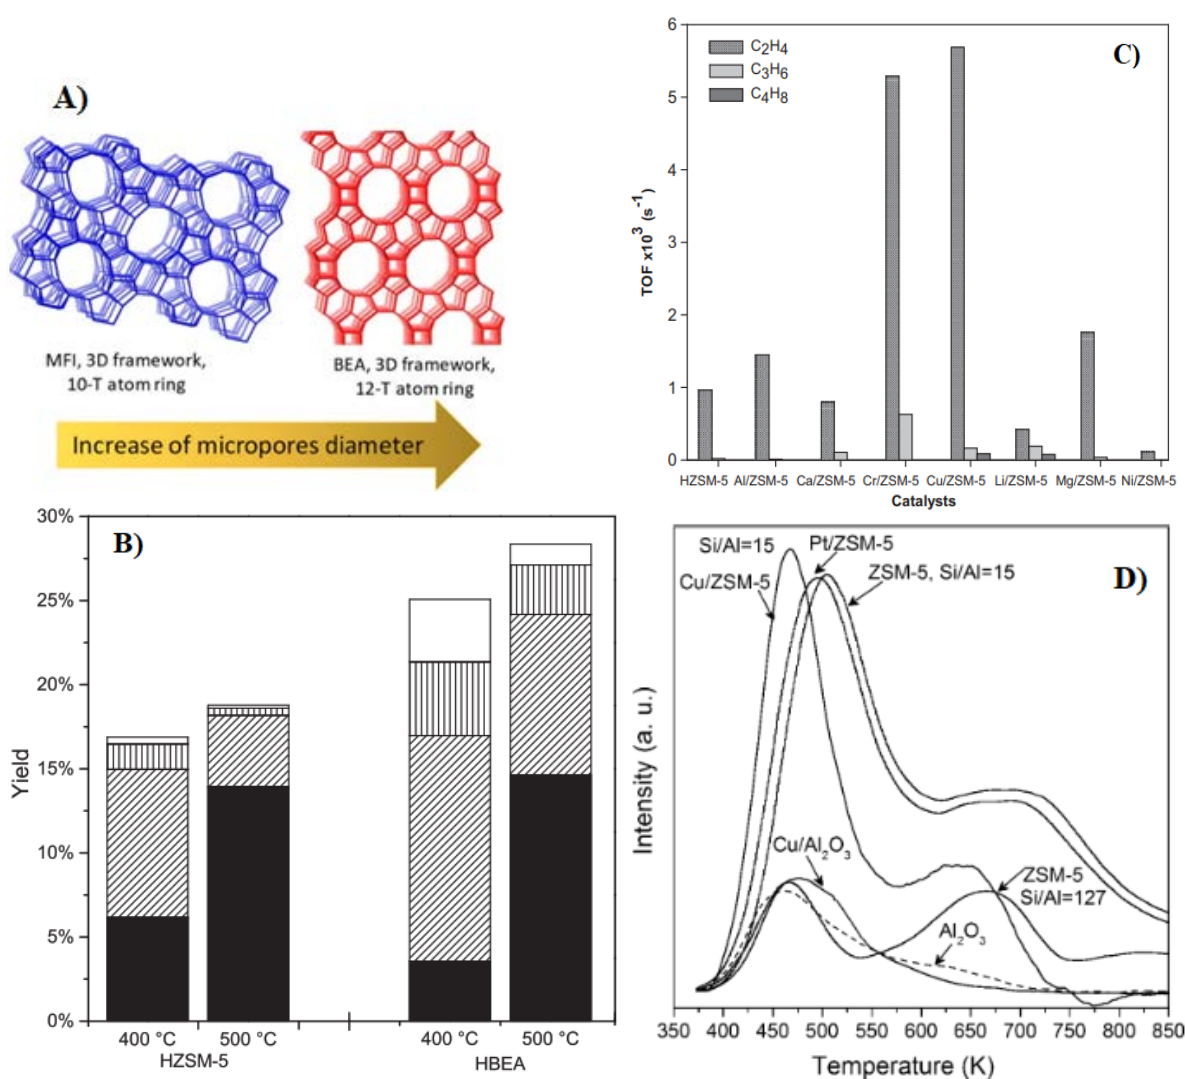 A)
MFI, 3D framework,
10-T atom ring
BEA, 3D framework,
12-T atom ring
Increase of micropores diameter
C)
C2H4
C3H6
C4H8
TOF x10³ (s⁻¹)
6
5
4
3
2
1
0
HZSM-5 Al/ZSM-5 Ca/ZSM-5 Cr/ZSM-5 Cu/ZSM-5 Li/ZSM-5 Mg/ZSM-5 Ni/ZSM-5
Catalysts
B)
Yield
30%
25%
20%
15%
10%
5%
0%
400 °C 500 °C 400 °C 500 °C
HZSM-5 HBEA
D)
Si/Al=15
Cu/ZSM-5
Pt/ZSM-5
ZSM-5, Si/Al=15
Cu/Al2O3
ZSM-5
Si/Al=127
Al2O3
Intensity (a. u.)
350 400 450 500 550 600 650 700 750 800 850
Temperature (K)